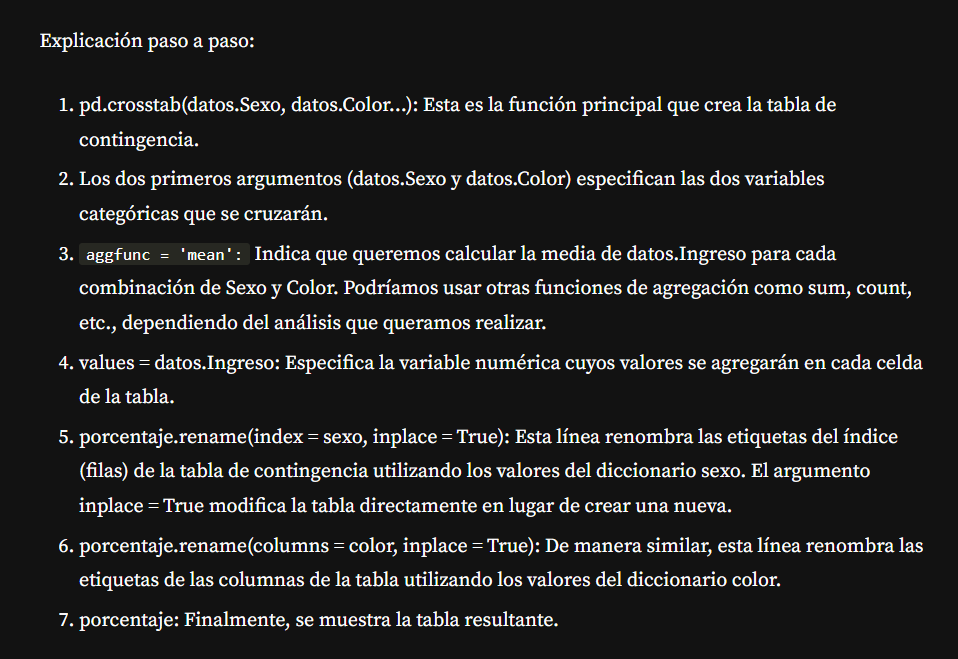 Explicación paso a paso:
1. pd.crosstab(datos.Sexo, datos.Color...): Esta es la función principal que crea la tabla de
contingencia.
2. Los dos primeros argumentos (datos.Sexo y datos.Color) especifican las dos variables
categóricas que se cruzarán.
3. aggfunc = 'mean': Indica que queremos calcular la media de datos.Ingreso para cada
combinación de Sexo y Color. Podríamos usar otras funciones de agregación como sum, count,
etc., dependiendo del análisis que queramos realizar.
4. values = datos.Ingreso: Especifica la variable numérica cuyos valores se agregarán en cada celda
de la tabla.
5. porcentaje.rename(index = sexo, inplace = True): Esta línea renombra las etiquetas del índice
(filas) de la tabla de contingencia utilizando los valores del diccionario sexo. El argumento
inplace = True modifica la tabla directamente en lugar de crear una nueva.
6. porcentaje.rename(columns = color, inplace = True): De manera similar, esta línea renombra las
etiquetas de las columnas de la tabla utilizando los valores del diccionario color.
7. porcentaje: Finalmente, se muestra la tabla resultante.